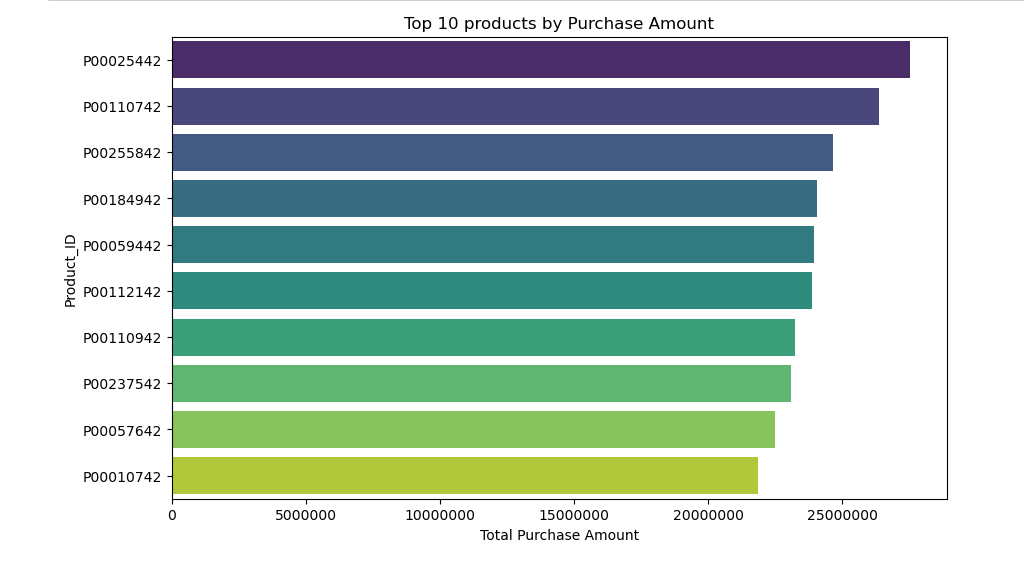 Top 10 products by Purchase Amount
Product_ID
P00025442
P00110742
P00255842
P00184942
P00059442
P00112142
P00110942
P00237542
P00057642
P00010742
0 5000000 10000000 15000000 20000000 25000000
Total Purchase Amount